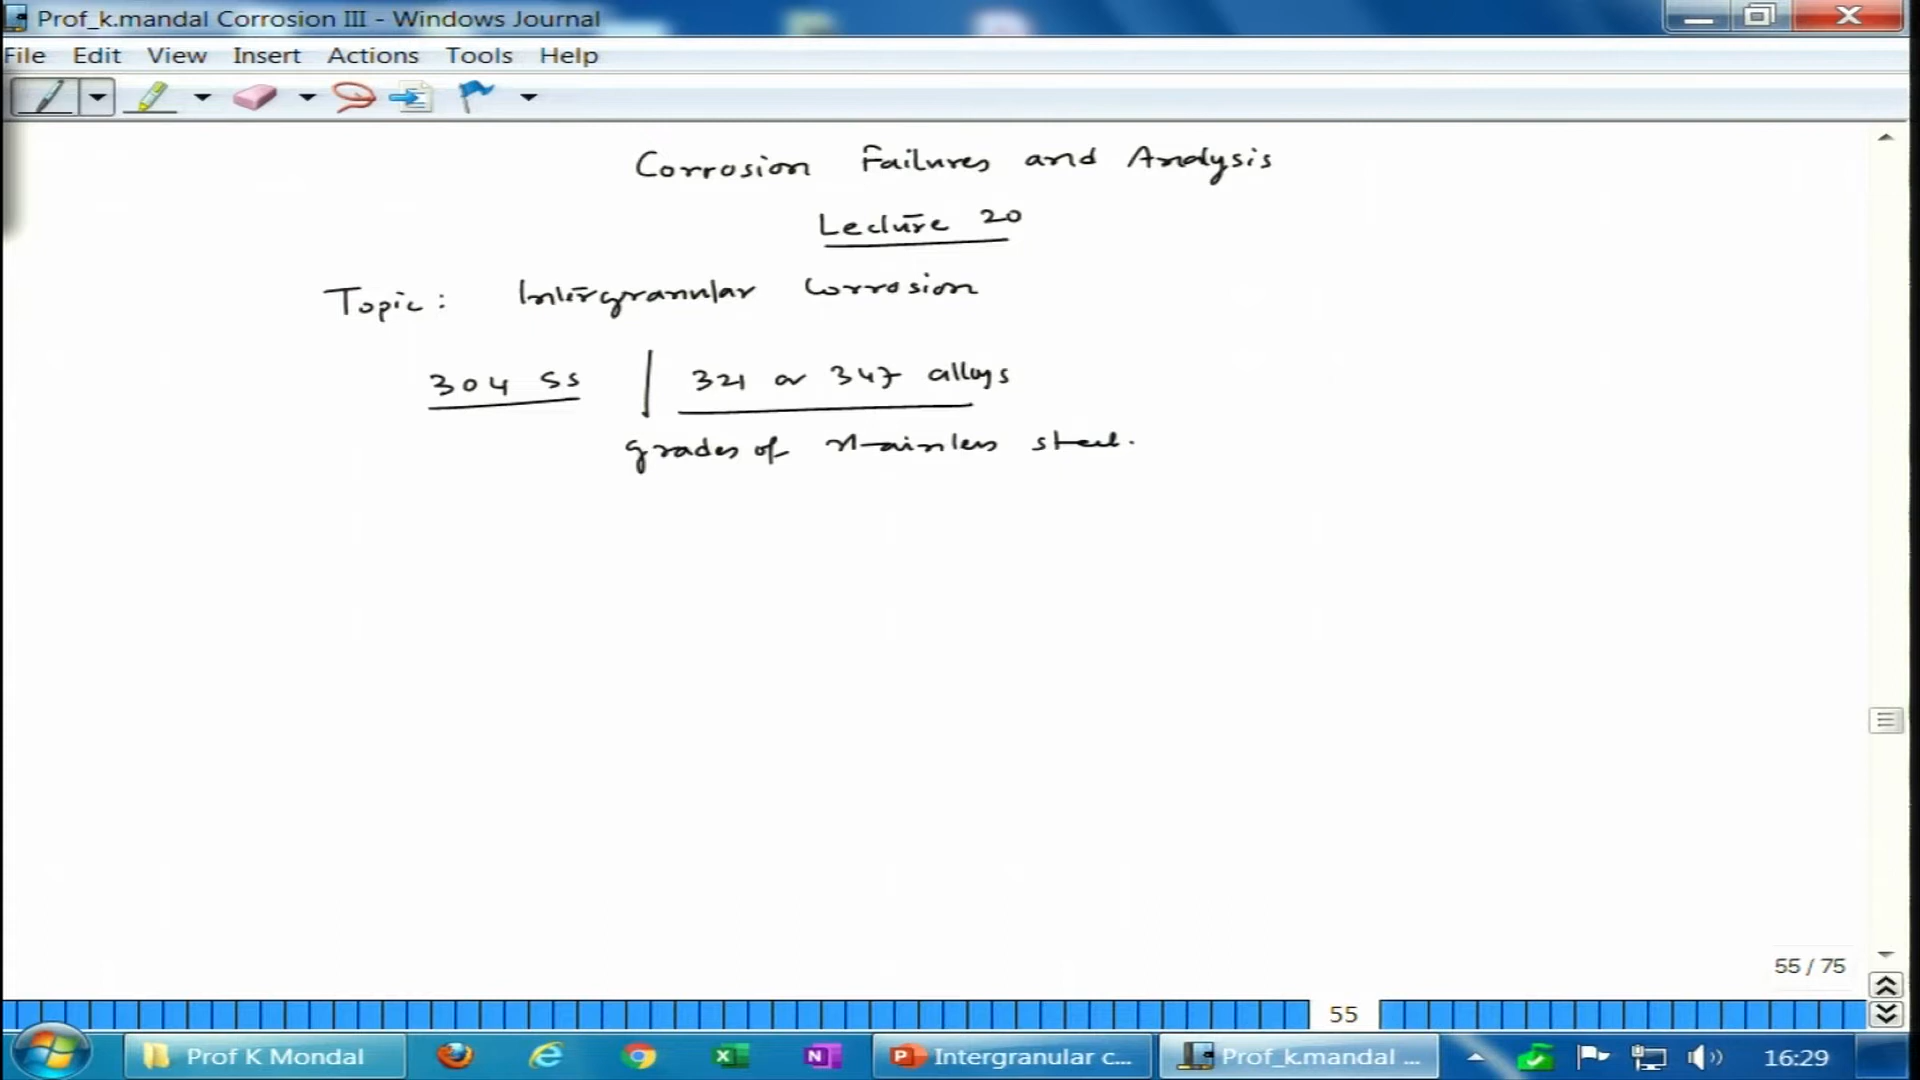 Prof_k.mandal Corrosion III - Windows Journal
File Edit View Insert Actions Tools Help
Corrosion Failures and Analysis
Lecture 20
Topic: Intergranular Corrosion
304 SS | 321 or 347 alloys
grades of stainless steel.
55 / 75
55
Prof K Mondal
Intergranular c...
Prof_k.mandal ...
16:29